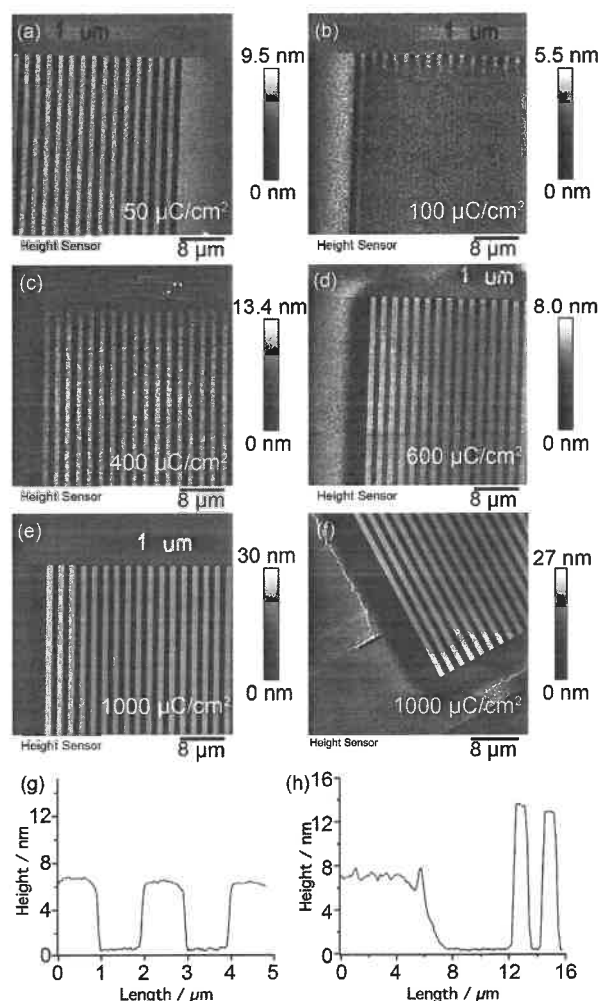 (a) 1 um
9.5 nm
0 nm
50 µC/cm²
Height Sensor
8 µm
(b) 1 um
5.5 nm
0 nm
100 µC/cm²
Height Sensor
8 µm
(c)
13.4 nm
0 nm
400 µC/cm²
Height Sensor
8 µm
(d) 1 um
8.0 nm
0 nm
600 µC/cm²
Height Sensor
8 µm
(e) 1 um
30 nm
0 nm
1000 µC/cm²
Height Sensor
8 µm
(f)
27 nm
0 nm
1000 µC/cm²
Height Sensor
8 µm
(g)
Height / nm
12
8
4
0
0 1 2 3 4 5
Length / µm
(h)
Height / nm
16
12
8
4
0
0 4 8 12 16
Length / µm